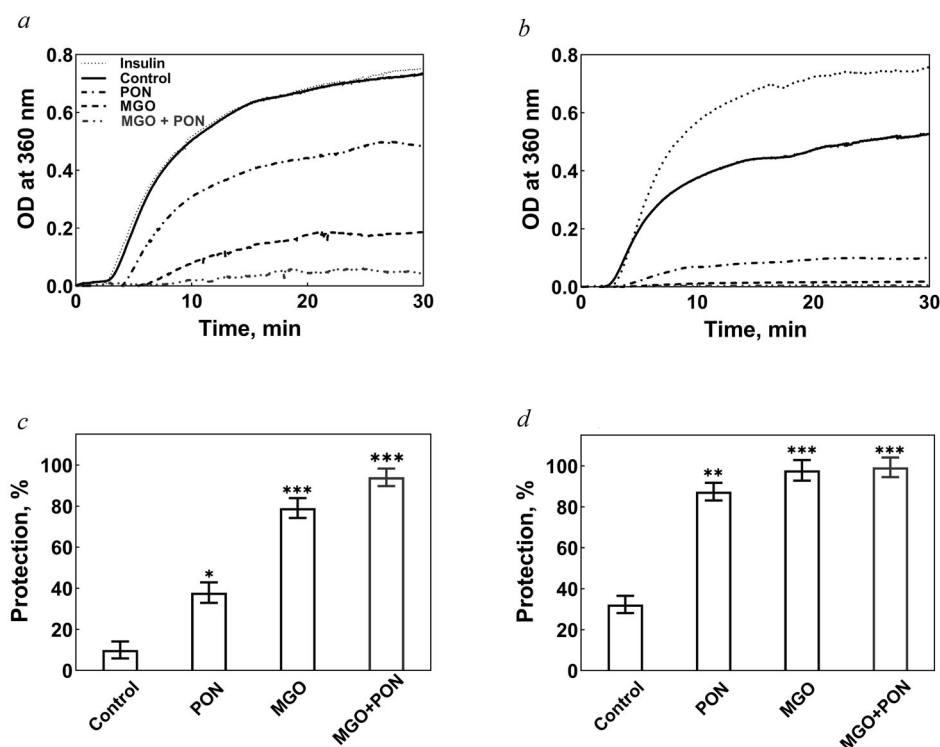 a
b
0.8
0.6
0.4
0.2
0.0
OD at 360 nm
Insulin
Control
PON
MGO
MGO + PON
0
10
20
30
Time, min
0.8
0.6
0.4
0.2
0.0
OD at 360 nm
0
10
20
30
Time, min
c
d
100
80
60
40
20
0
Protection, %
*
***
***
Control
PON
MGO
MGO+PON
100
80
60
40
20
0
Protection, %
**
***
***
Control
PON
MGO
MGO+PON